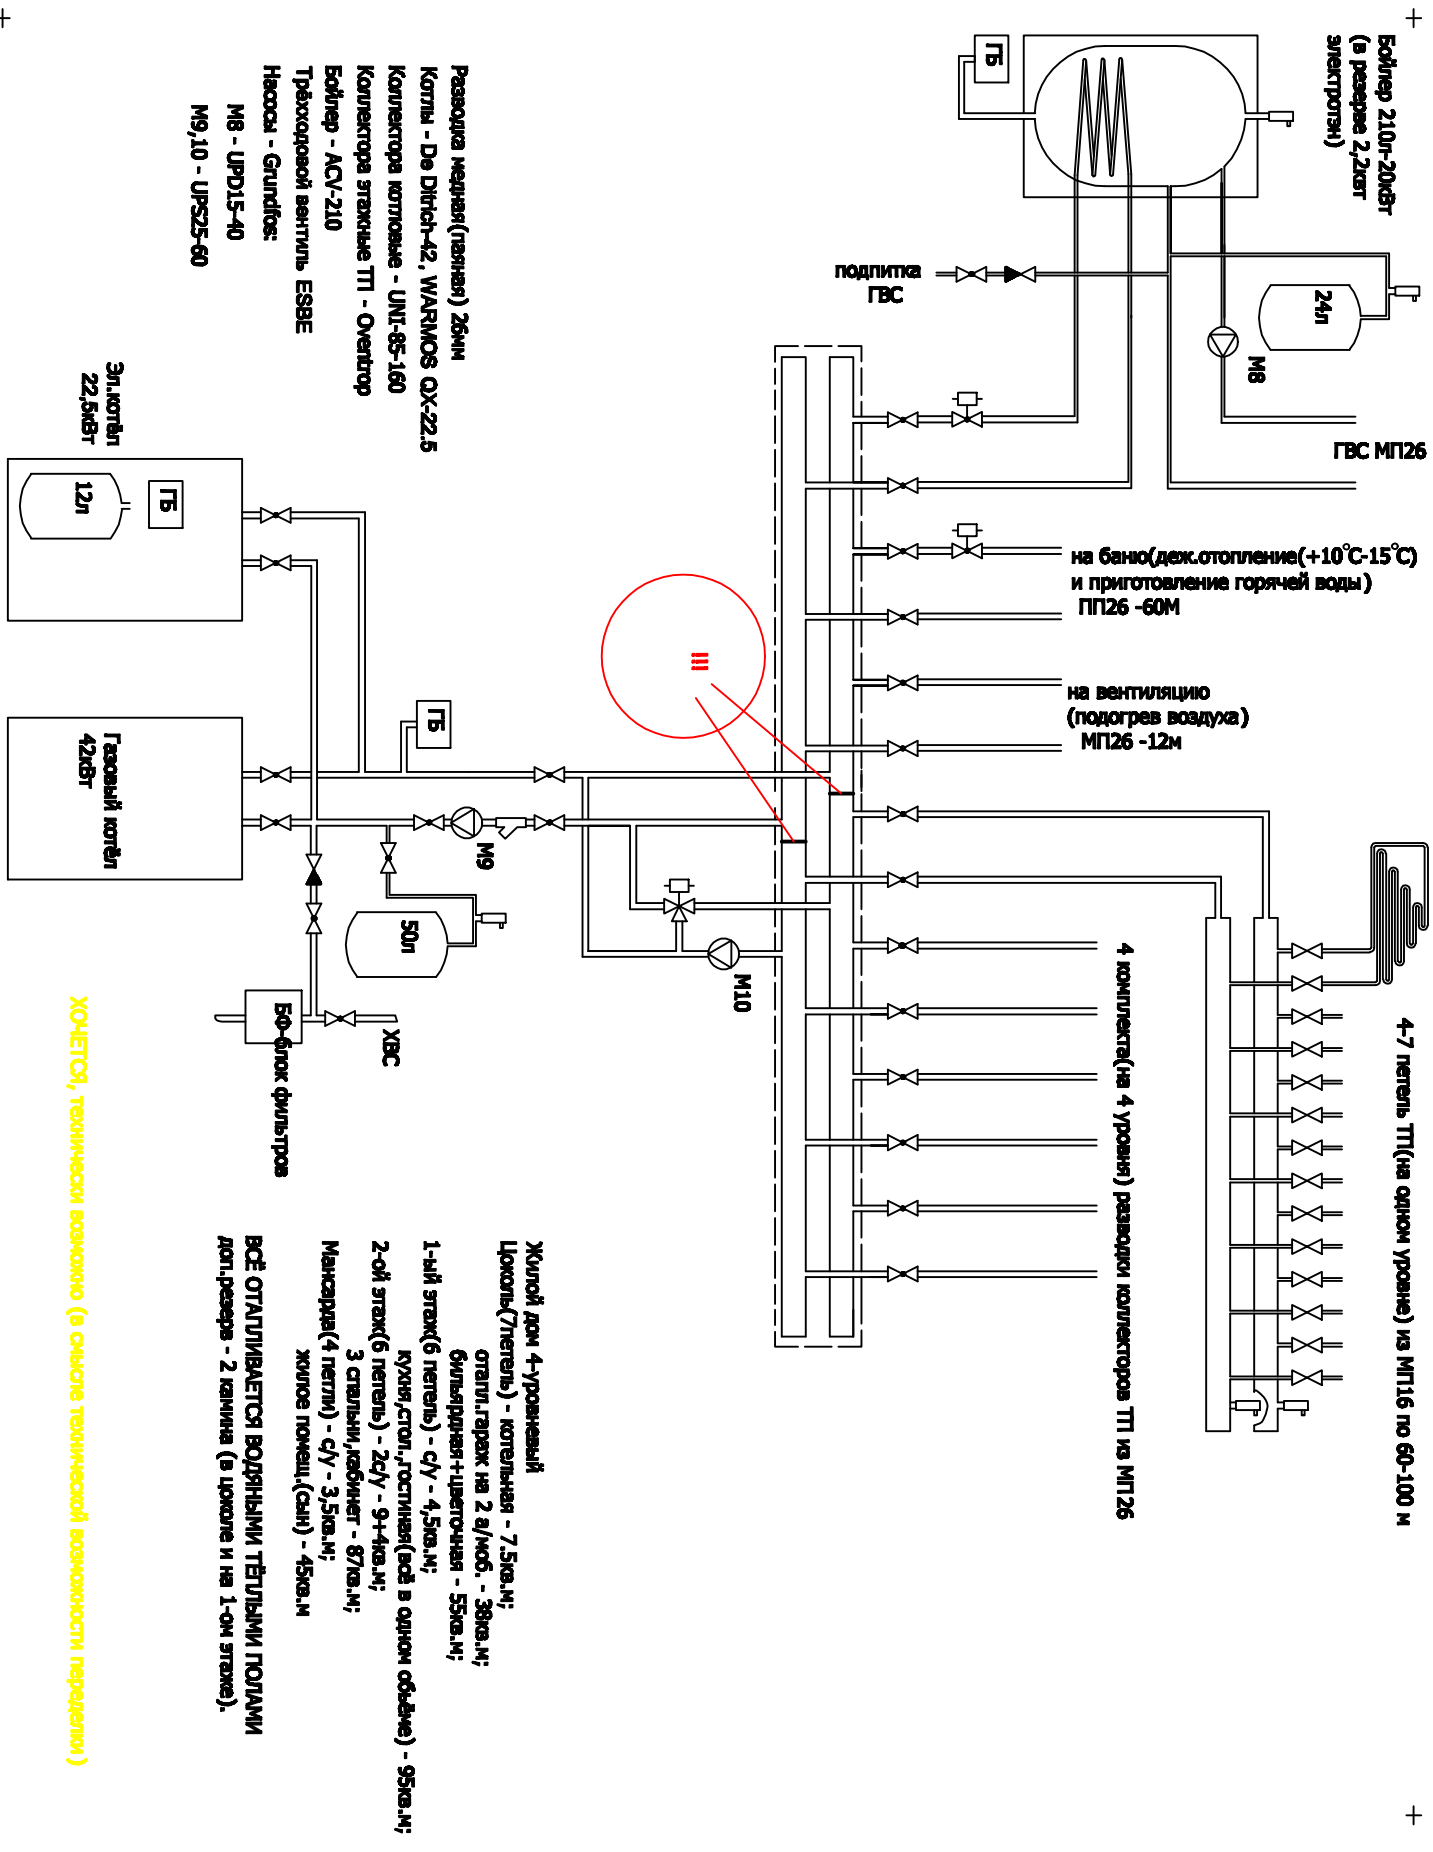 Бойлер 210л-20кВт
(в резерве 2,2квт
электротэн)
ГБ
24л
М8
подпитка
ГВС
ГВС МП26
на баню(деж.отопление(+10°С-15°С)
и приготовление горячей воды)
ПП26 -60М
на вентиляцию
(подогрев воздуха)
МП26 -12м
Разводка медная(паяная) 26мм
Котлы - De Ditrich-42, WARMOS QX-22.5
Коллектора котловые - UNI-85-160
Коллектора этажные ТП - Oventrop
Бойлер - ACV-210
Трёхходовой вентиль ESBE
Насосы - Grundfos:
М8 - UPD15-40
М9,10 - UPS25-60
Эл.котёл
22,5кВт
12л
ГБ
Газовый котёл
42кВт
ГБ
М9
50л
М10
!!!
ХВС
БФ-блок фильтров
4 комплекта(на 4 уровня) разводки коллекторов ТП из МП26
4-7 петель ТП(на одном уровне) из МП16 по 60-100 м
Жилой дом 4-уровневый
Цоколь(7петель) - котельная - 7.5кв.м;
отапл.гараж на 2 а/моб. - 38кв.м;
бильярдная+цветочная - 55кв.м;
1-ый этаж(6 петель) - с/у - 4,5кв.м;
кухня,стол.,гостиная(всё в одном обьёме) - 95кв.м;
2-ой этаж(6 петель) - 2с/у - 9+4кв.м;
3 спальни,кабинет - 87кв.м;
Мансарда(4 петли) - с/у - 3,5кв.м;
жилое помещ.(сын) - 45кв.м
ВСЁ ОТАПЛИВАЕТСЯ ВОДЯНЫМИ ТЁПЛЫМИ ПОЛАМИ
доп.резерв - 2 камина (в цоколе и на 1-ом этаже).
ХОЧЕТСЯ, технически возможно (в смысле технической возможности переделки)